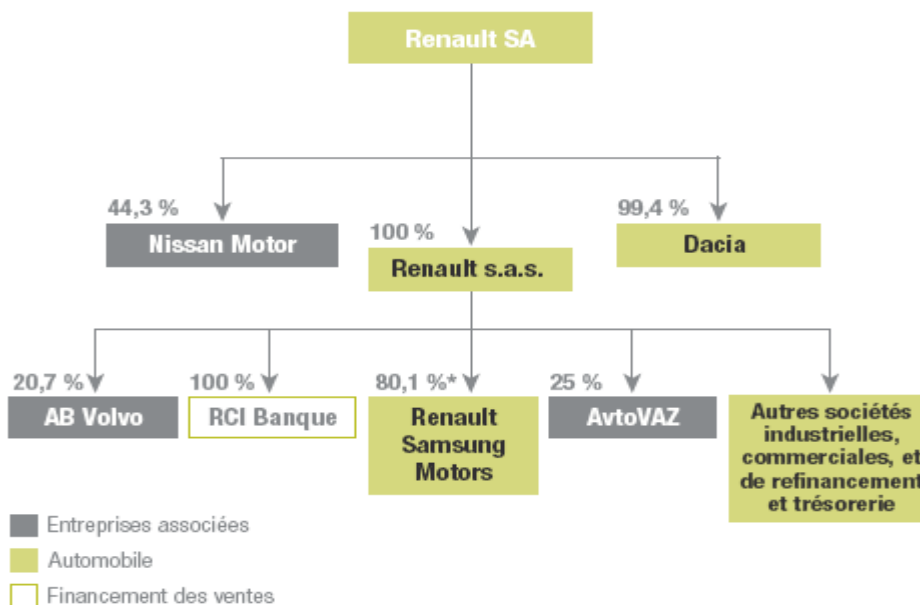 Renault SA
44,3 %
Nissan Motor
100 %
Renault s.a.s.
99,4 %
Dacia
20,7 %
AB Volvo
100 %
RCI Banque
80,1 %*
Renault
Samsung
Motors
25 %
AvtoVAZ
Autres sociétés
industrielles,
commerciales, et
de refinancement
et trésorerie
Entreprises associées
Automobile
Financement des ventes